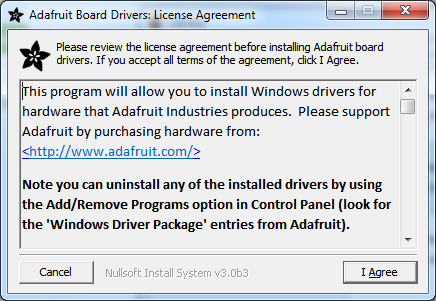 Adafruit Board Drivers: License Agreement
Please review the license agreement before installing Adafruit board
drivers. If you accept all terms of the agreement, click I Agree.
This program will allow you to install Windows drivers for
hardware that Adafruit Industries produces.  Please support
Adafruit by purchasing hardware from:
<http://www.adafruit.com/>
Note you can uninstall any of the installed drivers by using
the Add/Remove Programs option in Control Panel (look for
the 'Windows Driver Package' entries from Adafruit).
Cancel
Nullsoft Install System v3.0b3
I Agree